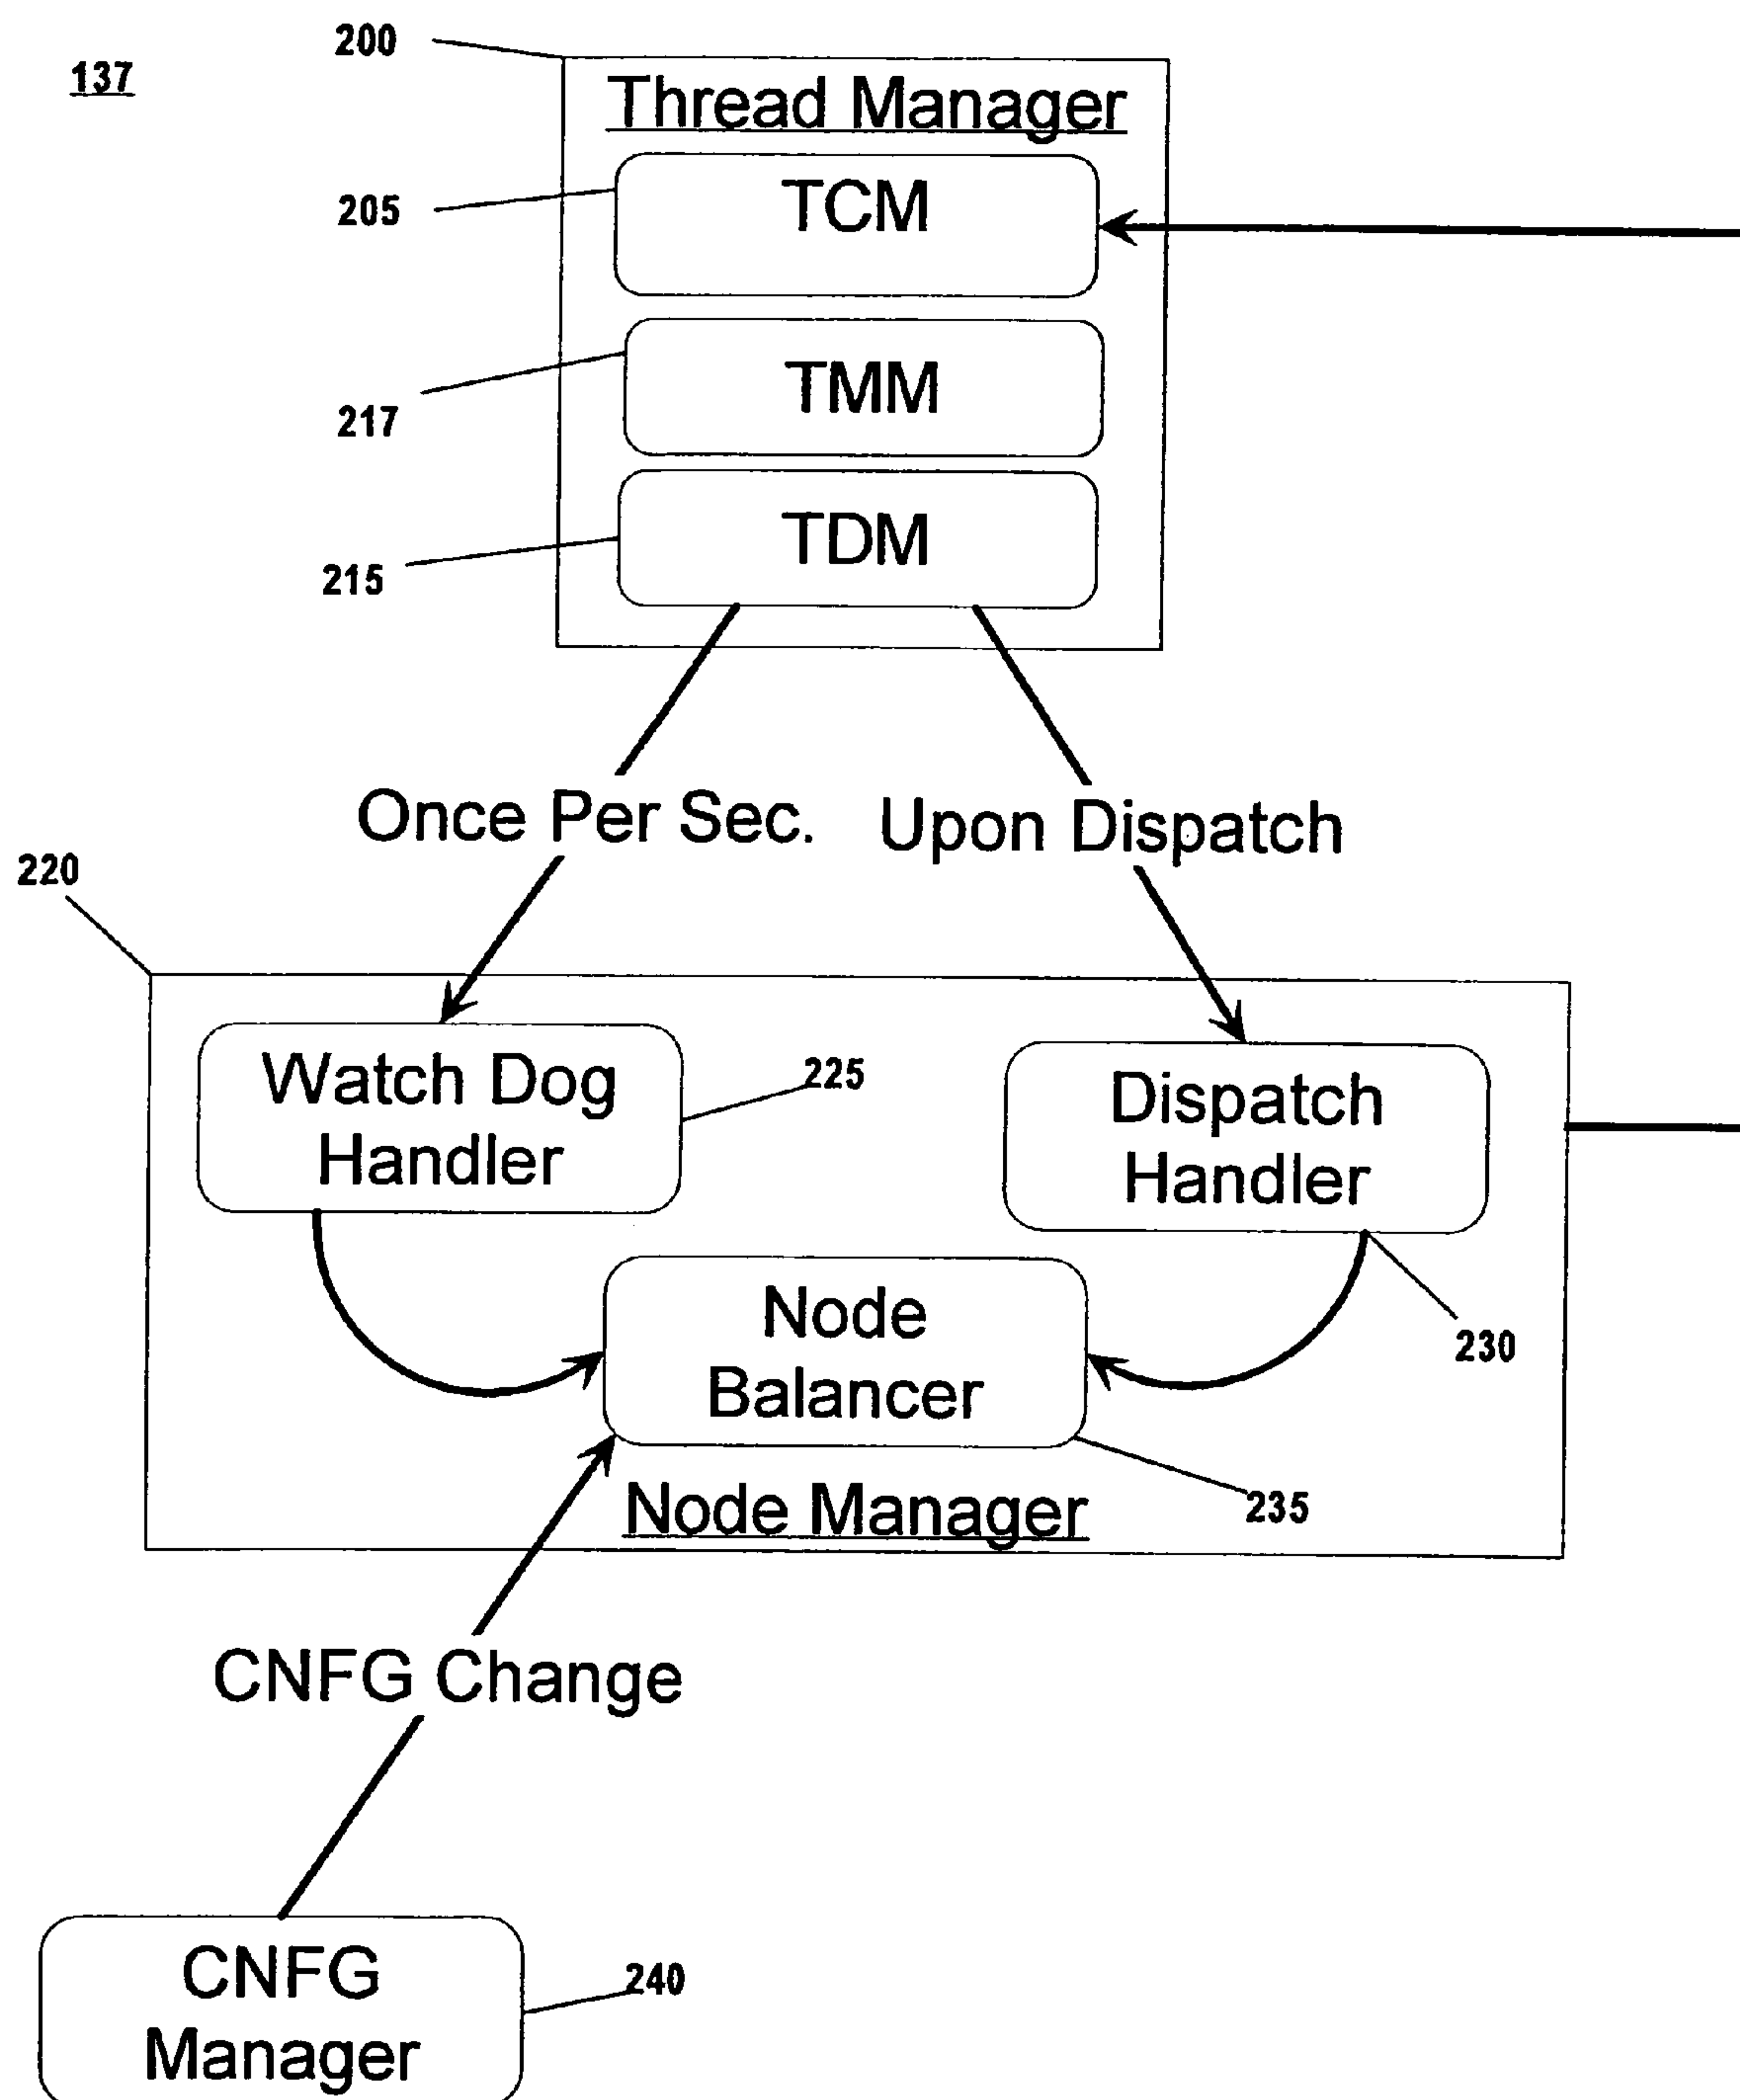 200
137
Thread Manager
205
TCM
217
TMM
215
TDM
Once Per Sec.
Upon Dispatch
220
Watch Dog
Handler
225
Dispatch
Handler
230
Node
Balancer
235
Node Manager
CNFG Change
CNFG
Manager
240